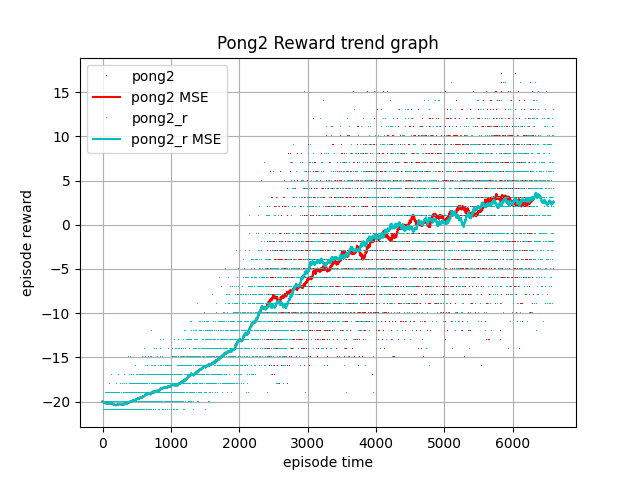 Pong2 Reward trend graph
pong2
pong2 MSE
pong2_r
pong2_r MSE
15
10
5
0
−5
−10
−15
−20
episode reward
0 1000 2000 3000 4000 5000 6000
episode time